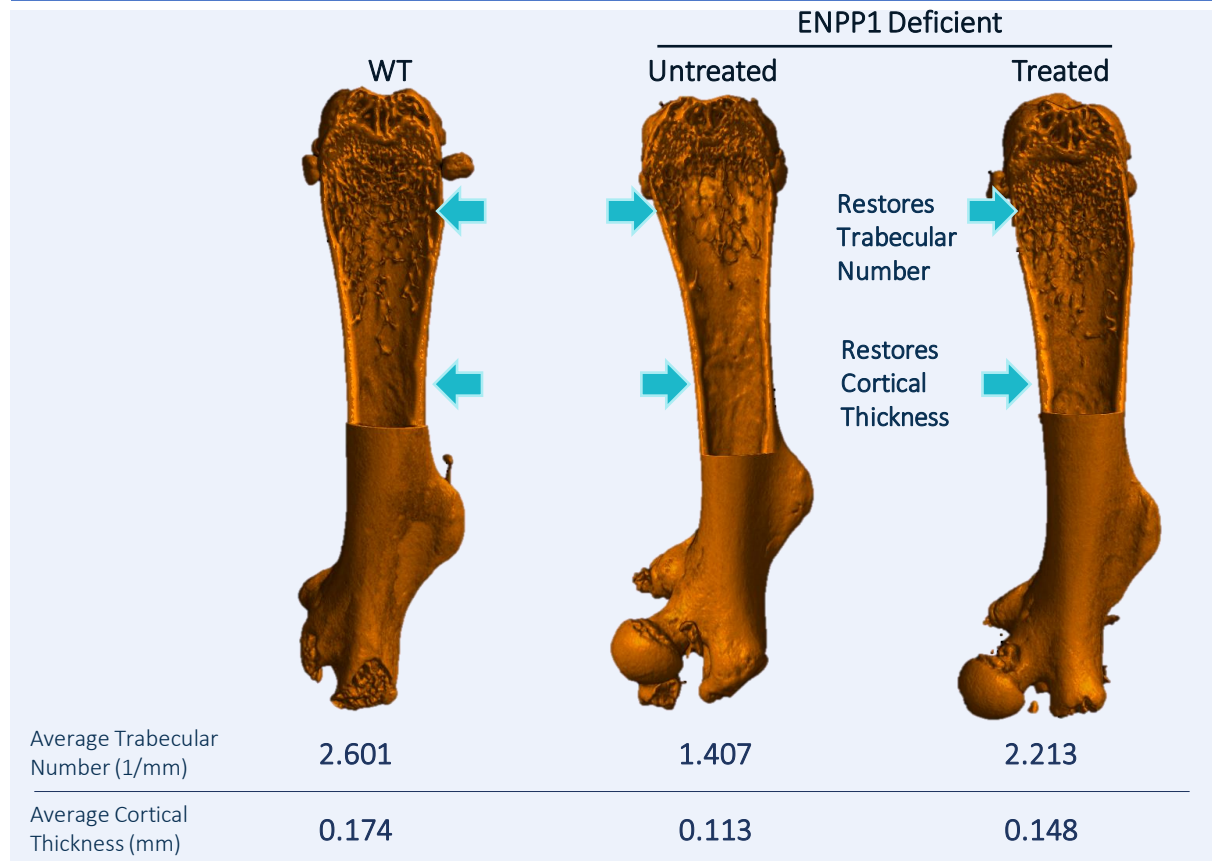 ENPP1 Deficient
WT
Untreated
Treated
Restores
Trabecular
Number
Restores
Cortical
Thickness
Average Trabecular
Number (1/mm)
2.601
1.407
2.213
Average Cortical
Thickness (mm)
0.174
0.113
0.148